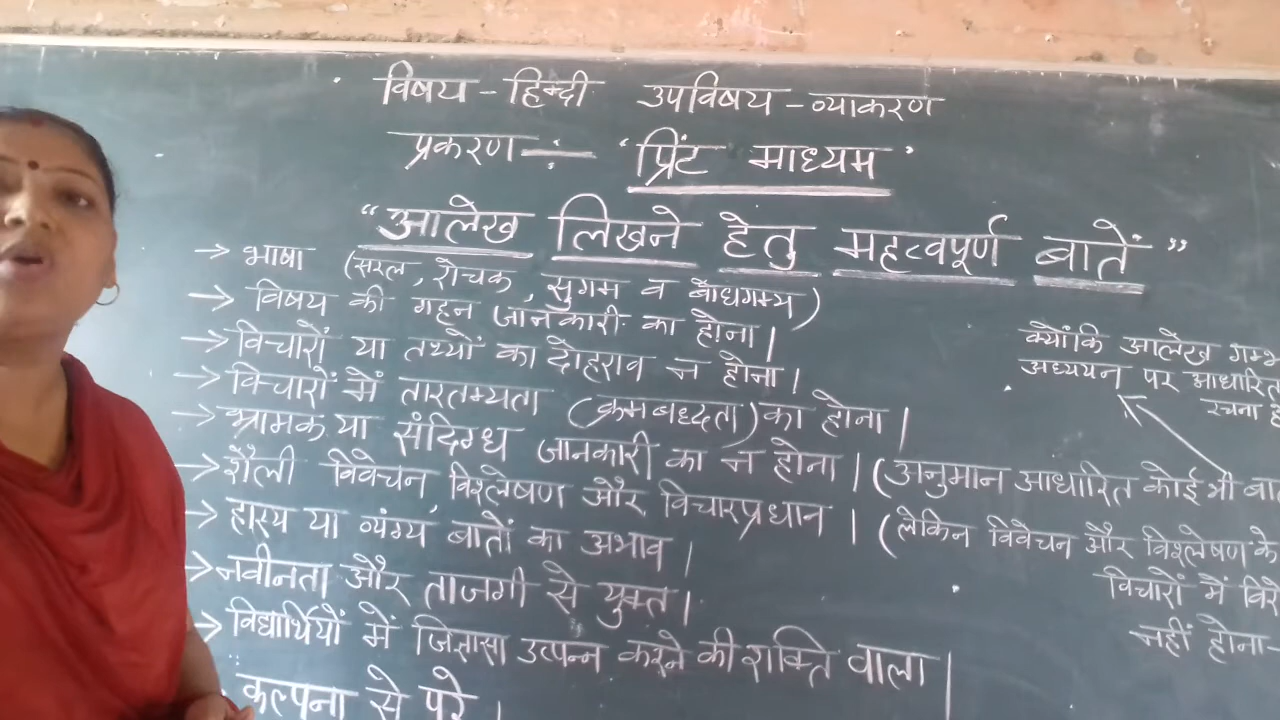 विषय - हिन्दी उपविषय - व्याकरण
प्रकरण ÷ "प्रिंट माध्यम"
"आलेख लिखने हेतु महत्वपूर्ण बातें"
→ भाषा (सरल, रोचक, सुगम व बोधगम्य)
→ विषय की गहन जानकारी का होना।
→ विचारों या तथ्यों का दोहराव न होना।
→ विचारों में तारतम्यता (क्रमबध्दता) का होना।
→ भ्रामक या संदिग्ध जानकारी का न होना। (अनुमान आधारित कोई भी
→ शैली विवेचन, विश्लेषण और विचारप्रधान। (लेकिन विवेचन और विश्लेषण के
→ हास्य या व्यंग्य बातों का अभाव।
→ नवीनता और ताजगी से युक्त।
→ विद्यार्थियों में जिज्ञासा उत्पन्न करने की शक्ति वाला।
कल्पना से परे।
क्योंकि आलेख
अध्ययन पर आधारित
रचना
विचारों में
नहीं होना-